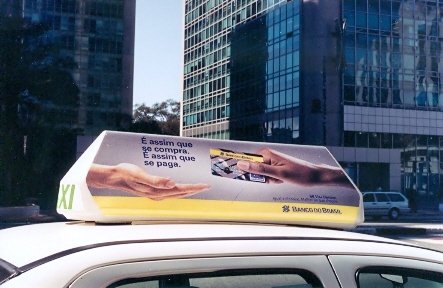 É assim que
se compra.
É assim que
se paga.
BANCO DO BRASIL
XI